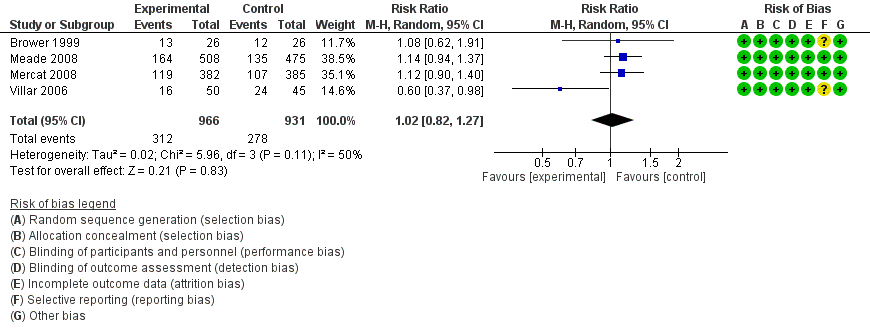 Experimental Control Risk Ratio Risk Ratio Risk of Bias
Study or Subgroup Events Total Events Total Weight M-H, Random, 95% CI M-H, Random, 95% CI A B C D E F G
Brower 1999 13 26 12 26 11.7% 1.08 [0.62, 1.91] + + + + + ? +
Meade 2008 164 508 135 475 38.5% 1.14 [0.94, 1.37] + + + + + + +
Mercat 2008 119 382 107 385 35.1% 1.12 [0.90, 1.40] + + + + + + +
Villar 2006 16 50 24 45 14.6% 0.60 [0.37, 0.98] + + + + + ? +
Total (95% CI) 966 931 100.0% 1.02 [0.82, 1.27]
Total events 312 278
Heterogeneity: Tau² = 0.02; Chi² = 5.96, df = 3 (P = 0.11); I² = 50%
Test for overall effect: Z = 0.21 (P = 0.83)
0.5 0.7 1 1.5 2
Favours [experimental] Favours [control]
Risk of bias legend
(A) Random sequence generation (selection bias)
(B) Allocation concealment (selection bias)
(C) Blinding of participants and personnel (performance bias)
(D) Blinding of outcome assessment (detection bias)
(E) Incomplete outcome data (attrition bias)
(F) Selective reporting (reporting bias)
(G) Other bias